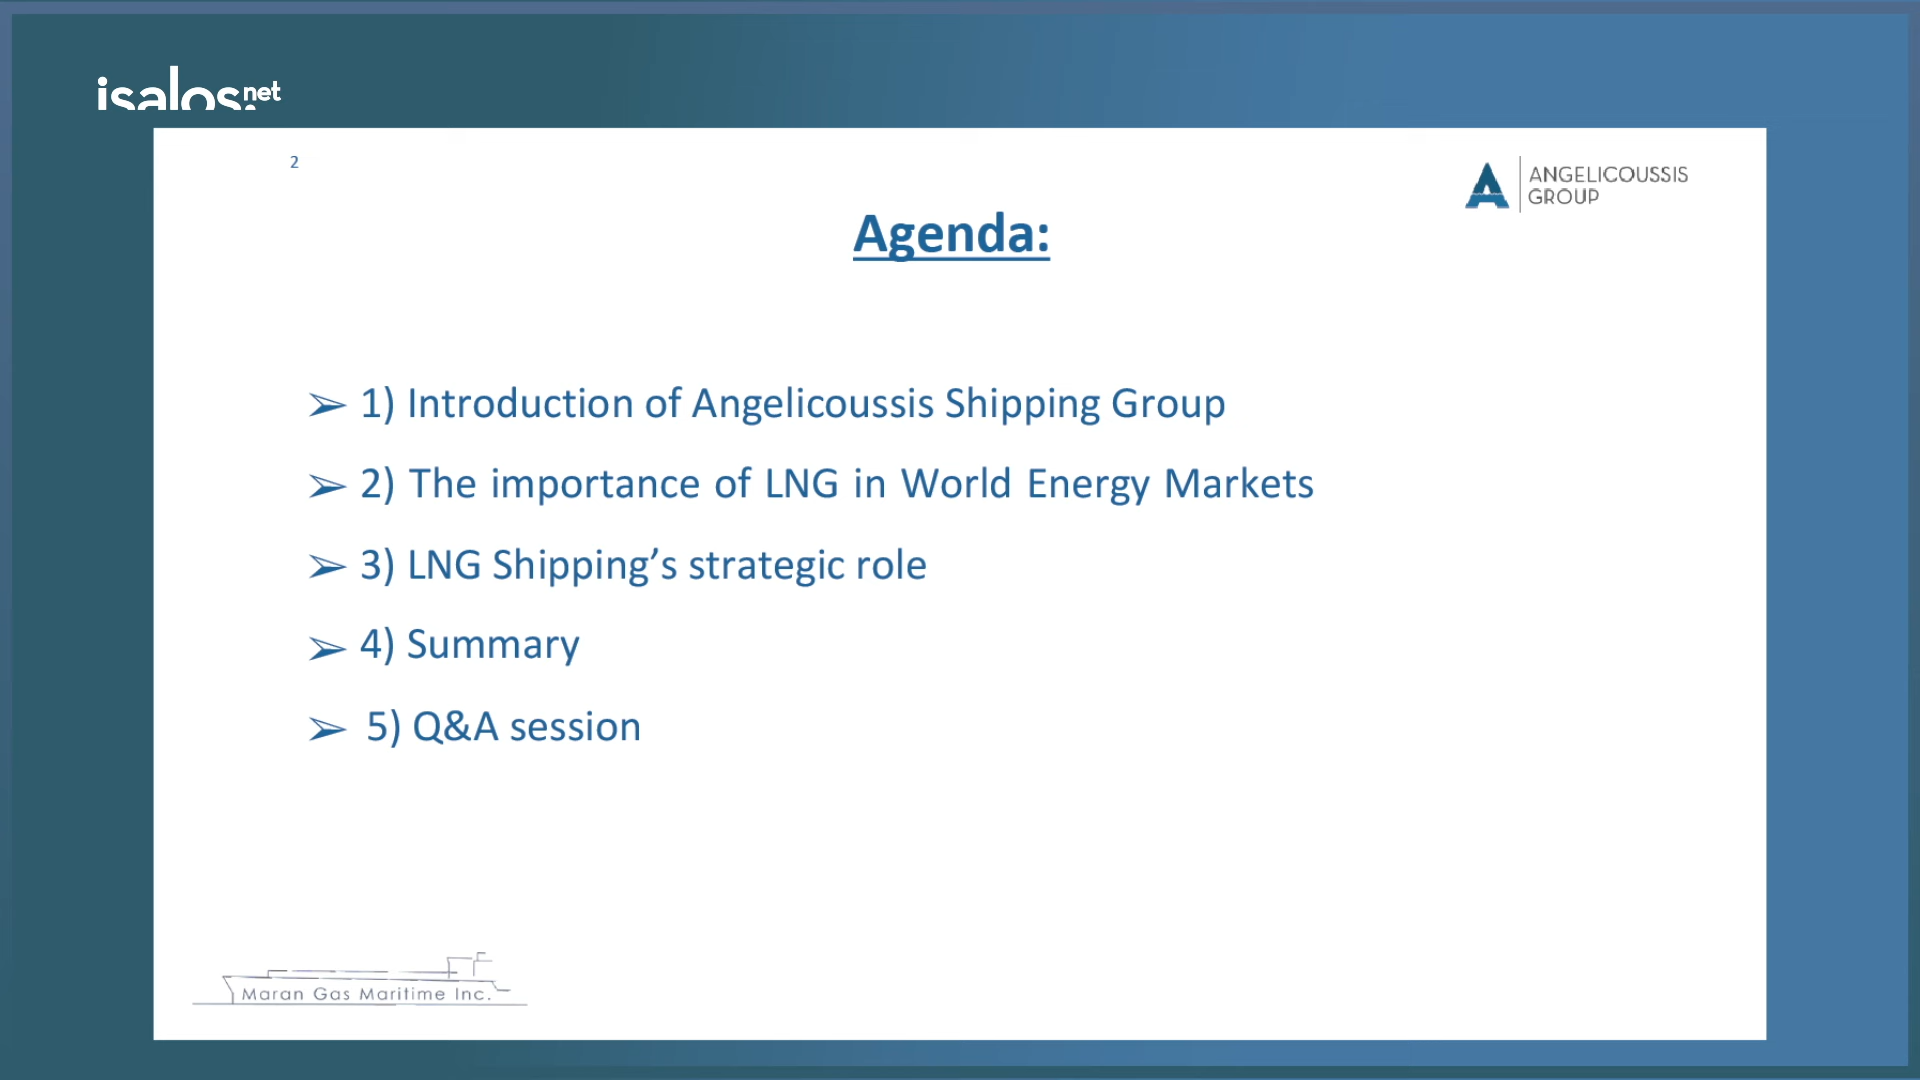 isalos.net
2
ANGELICOUSSIS
GROUP
Agenda:
➢ 1) Introduction of Angelicoussis Shipping Group
➢ 2) The importance of LNG in World Energy Markets
➢ 3) LNG Shipping’s strategic role
➢ 4) Summary
➢ 5) Q&A session
Maran Gas Maritime Inc.